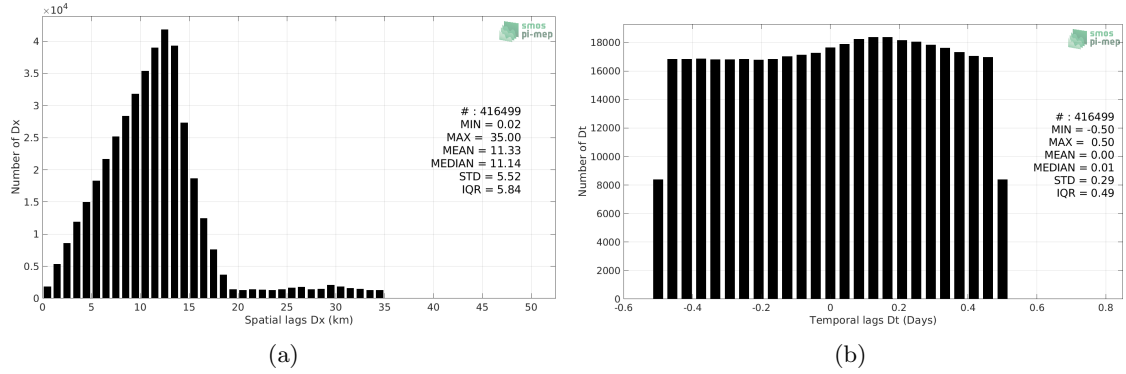 ×10⁴
4
3.5
3
2.5
2
1.5
1
0.5
0
Number of Dx
0 5 10 15 20 25 30 35 40 45 50
Spatial lags Dx (km)
smos
pi-mep
# : 416499
MIN = 0.02
MAX = 35.00
MEAN = 11.33
MEDIAN = 11.14
STD = 5.52
IQR = 5.84
(a)
18000
16000
14000
12000
10000
8000
6000
4000
2000
0
Number of Dt
-0.6 -0.4 -0.2 0 0.2 0.4 0.6 0.8
Temporal lags Dt (Days)
smos
pi-mep
# : 416499
MIN = -0.50
MAX = 0.50
MEAN = 0.00
MEDIAN = 0.01
STD = 0.29
IQR = 0.49
(b)